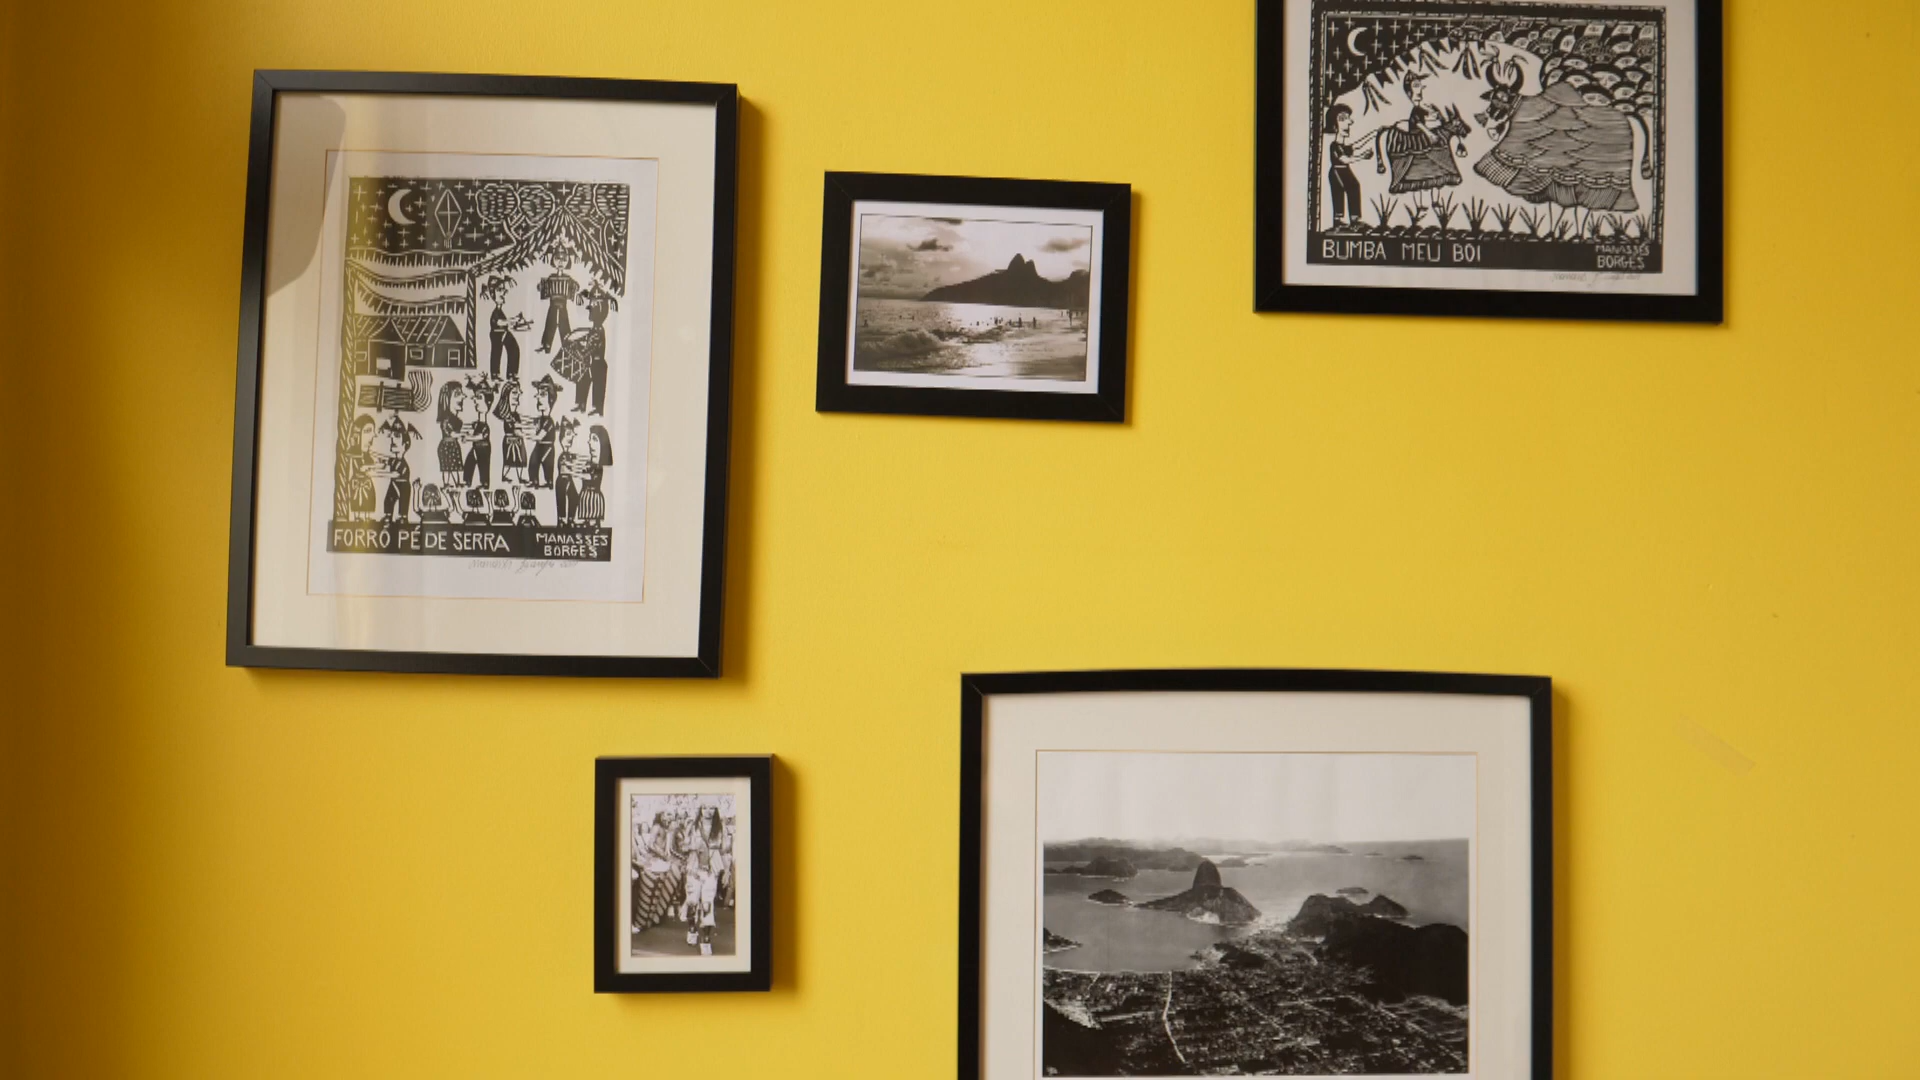 FORRÓ PÉ DE SERRA
MANASSÉS
BORGES
BUMBA MEU BOI
MANASSÉS
BORGES